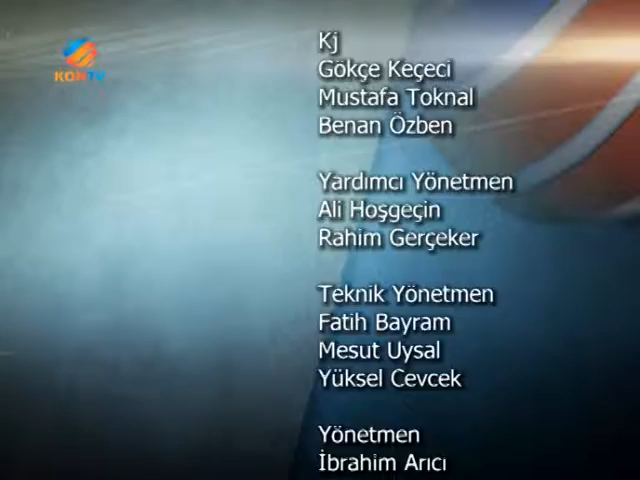 KONTV
Kj
Gökçe Keçeci
Mustafa Toknal
Benan Özben
Yardımcı Yönetmen
Ali Hoşgeçin
Rahim Gerçeker
Teknik Yönetmen
Fatih Bayram
Mesut Uysal
Yüksel Cevcek
Yönetmen
İbrahim Arıcı